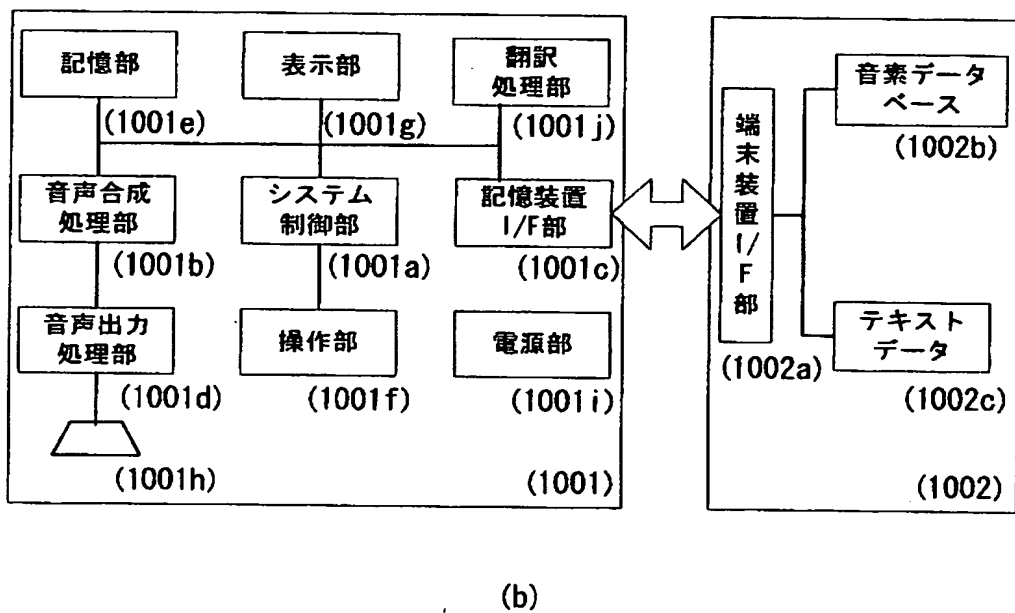 記憶部
(1001e)
表示部
(1001g)
翻訳
処理部
(1001j)
音声合成
処理部
(1001b)
システム
制御部
(1001a)
記憶装置
I/F部
(1001c)
音声出力
処理部
(1001d)
操作部
(1001f)
電源部
(1001i)
(1001h)
(1001)
端末装置I/F部
(1002a)
音素データ
ベース
(1002b)
テキスト
データ
(1002c)
(1002)
(b)